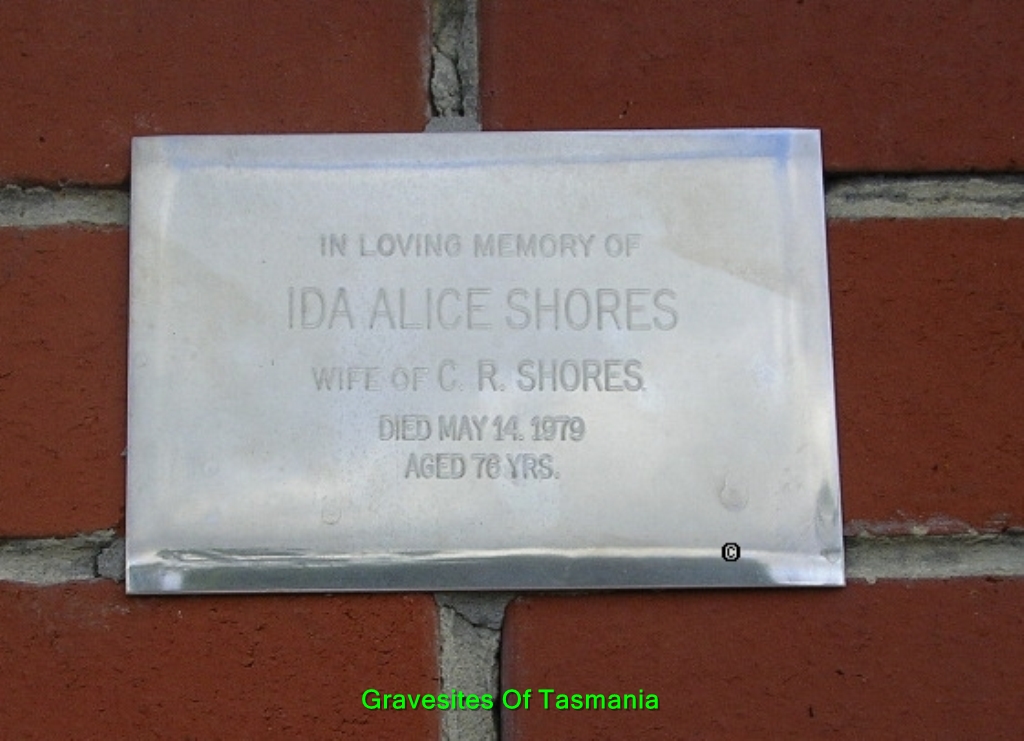 IN LOVING MEMORY OF
IDA ALICE SHORES
WIFE OF C. R. SHORES.
DIED MAY 14. 1979
AGED 76 YRS.
©
Gravesites Of Tasmania